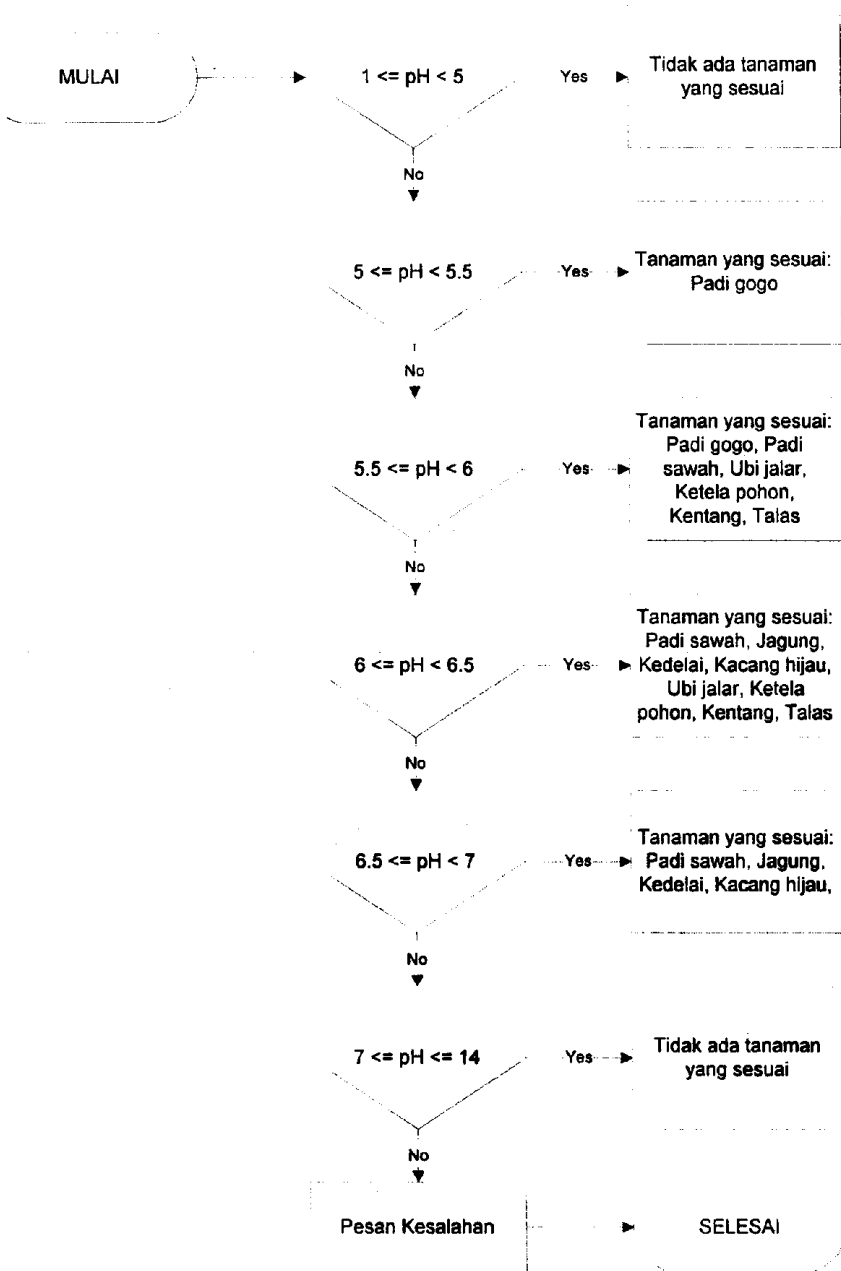 MULAI
1 <= pH < 5
Yes
Tidak ada tanaman
yang sesuai
No
5 <= pH < 5.5
Yes
Tanaman yang sesuai:
Padi gogo
No
5.5 <= pH < 6
Yes
Tanaman yang sesuai:
Padi gogo, Padi
sawah, Ubi jalar,
Ketela pohon,
Kentang, Talas
No
6 <= pH < 6.5
Yes
Tanaman yang sesuai:
Padi sawah, Jagung,
Kedelai, Kacang hijau,
Ubi jalar, Ketela
pohon, Kentang, Talas
No
6.5 <= pH < 7
Yes
Tanaman yang sesuai:
Padi sawah, Jagung,
Kedelai, Kacang hijau,
No
7 <= pH <= 14
Yes
Tidak ada tanaman
yang sesuai
No
Pesan Kesalahan
SELESAI